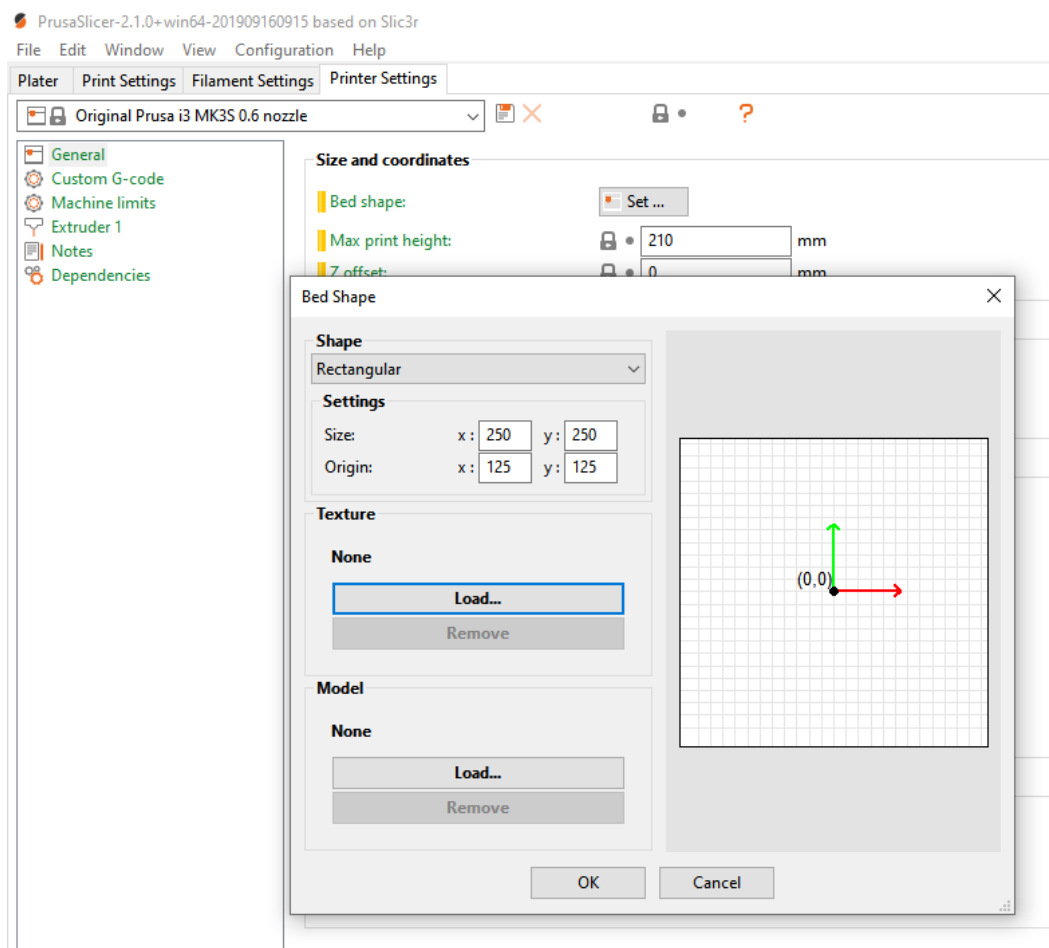 PrusaSlicer-2.1.0+win64-201909160915 based on Slic3r
File Edit Window View Configuration Help
Plater Print Settings Filament Settings Printer Settings
Original Prusa i3 MK3S 0.6 nozzle ?
General
Custom G-code
Machine limits
Extruder 1
Notes
Dependencies
Size and coordinates
Bed shape: Set ...
Max print height: 210 mm
Z offset: 0 mm
Bed Shape
Shape
Rectangular
Settings
Size: x : 250 y : 250
Origin: x : 125 y : 125
Texture
None
Load...
Remove
Model
None
Load...
Remove
(0,0)
OK Cancel